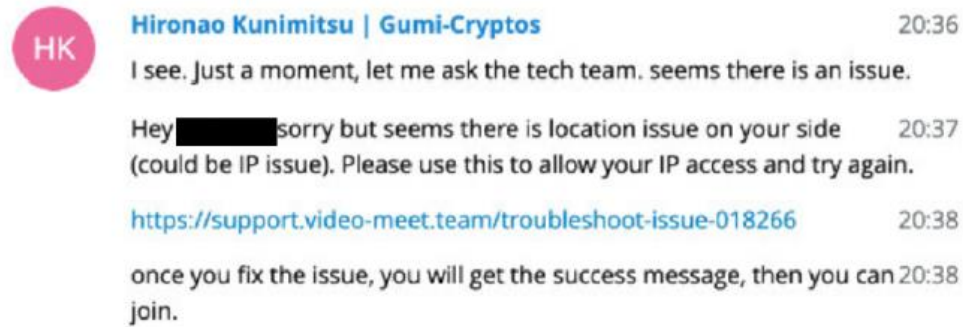 HK
Hironao Kunimitsu | Gumi-Cryptos 20:36
I see. Just a moment, let me ask the tech team. seems there is an issue.
Hey sorry but seems there is location issue on your side 20:37
(could be IP issue). Please use this to allow your IP access and try again.
https://support.video-meet.team/troubleshoot-issue-018266 20:38
once you fix the issue, you will get the success message, then you can 20:38
join.